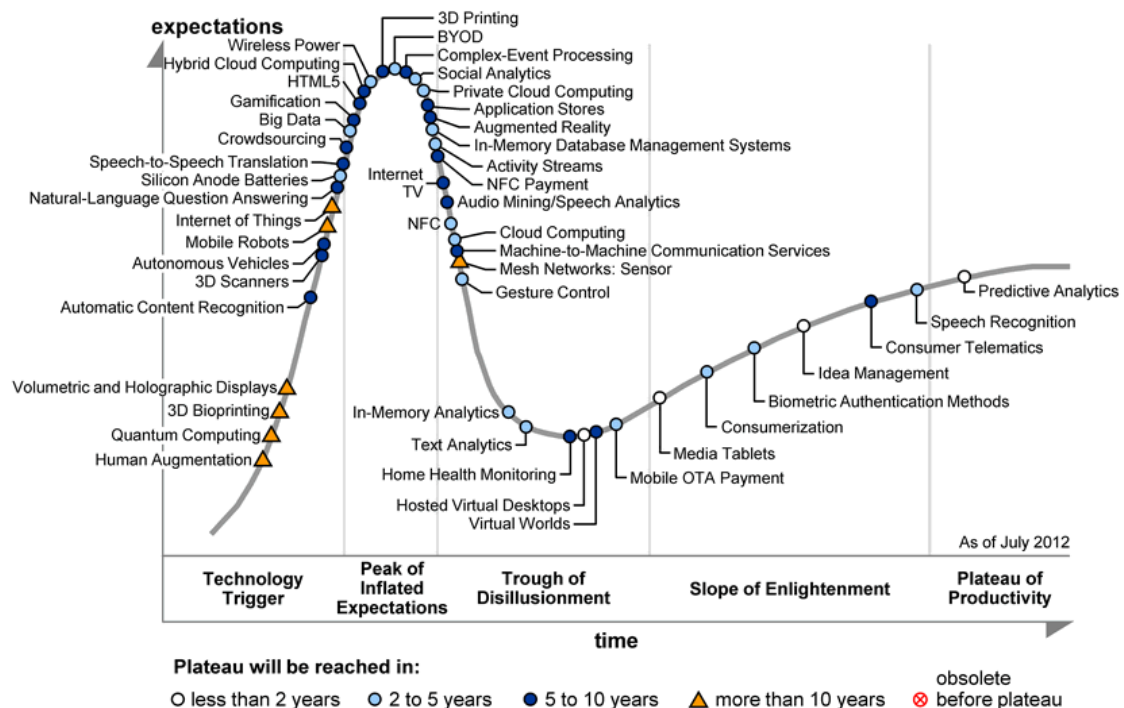 expectations
3D Printing
BYOD
Wireless Power
Complex-Event Processing
Hybrid Cloud Computing
Social Analytics
HTML5
Private Cloud Computing
Gamification
Application Stores
Big Data
Augmented Reality
Crowdsourcing
In-Memory Database Management Systems
Speech-to-Speech Translation
Activity Streams
Silicon Anode Batteries
NFC Payment
Internet
TV
Natural-Language Question Answering
Audio Mining/Speech Analytics
Internet of Things
NFC
Cloud Computing
Mobile Robots
Machine-to-Machine Communication Services
Autonomous Vehicles
Mesh Networks: Sensor
3D Scanners
Gesture Control
Automatic Content Recognition
Predictive Analytics
Speech Recognition
Consumer Telematics
Idea Management
Volumetric and Holographic Displays
Biometric Authentication Methods
3D Bioprinting
In-Memory Analytics
Consumerization
Quantum Computing
Text Analytics
Media Tablets
Human Augmentation
Home Health Monitoring
Mobile OTA Payment
Hosted Virtual Desktops
Virtual Worlds
As of July 2012
Technology
Trigger
Peak of
Inflated
Expectations
Trough of
Disillusionment
Slope of Enlightenment
Plateau of
Productivity
time
Plateau will be reached in:
less than 2 years
2 to 5 years
5 to 10 years
more than 10 years
obsolete
before plateau